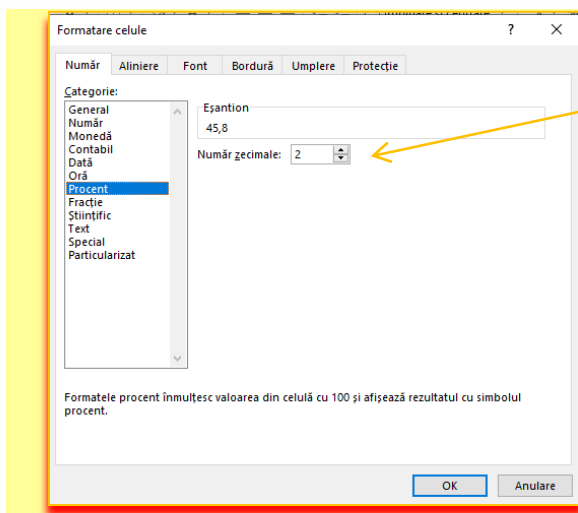 Formatare celule ? ×
Număr Aliniere Font Bordură Umplere Protecție
Categorie:
General
Număr
Monedă
Contabil
Dată
Oră
Procent
Fracție
Științific
Text
Special
Particularizat
Eșantion
45,8
Număr zecimale: 2
Formatele procent înmulțesc valoarea din celulă cu 100 și afișează rezultatul cu simbolul
procent.
OK Anulare